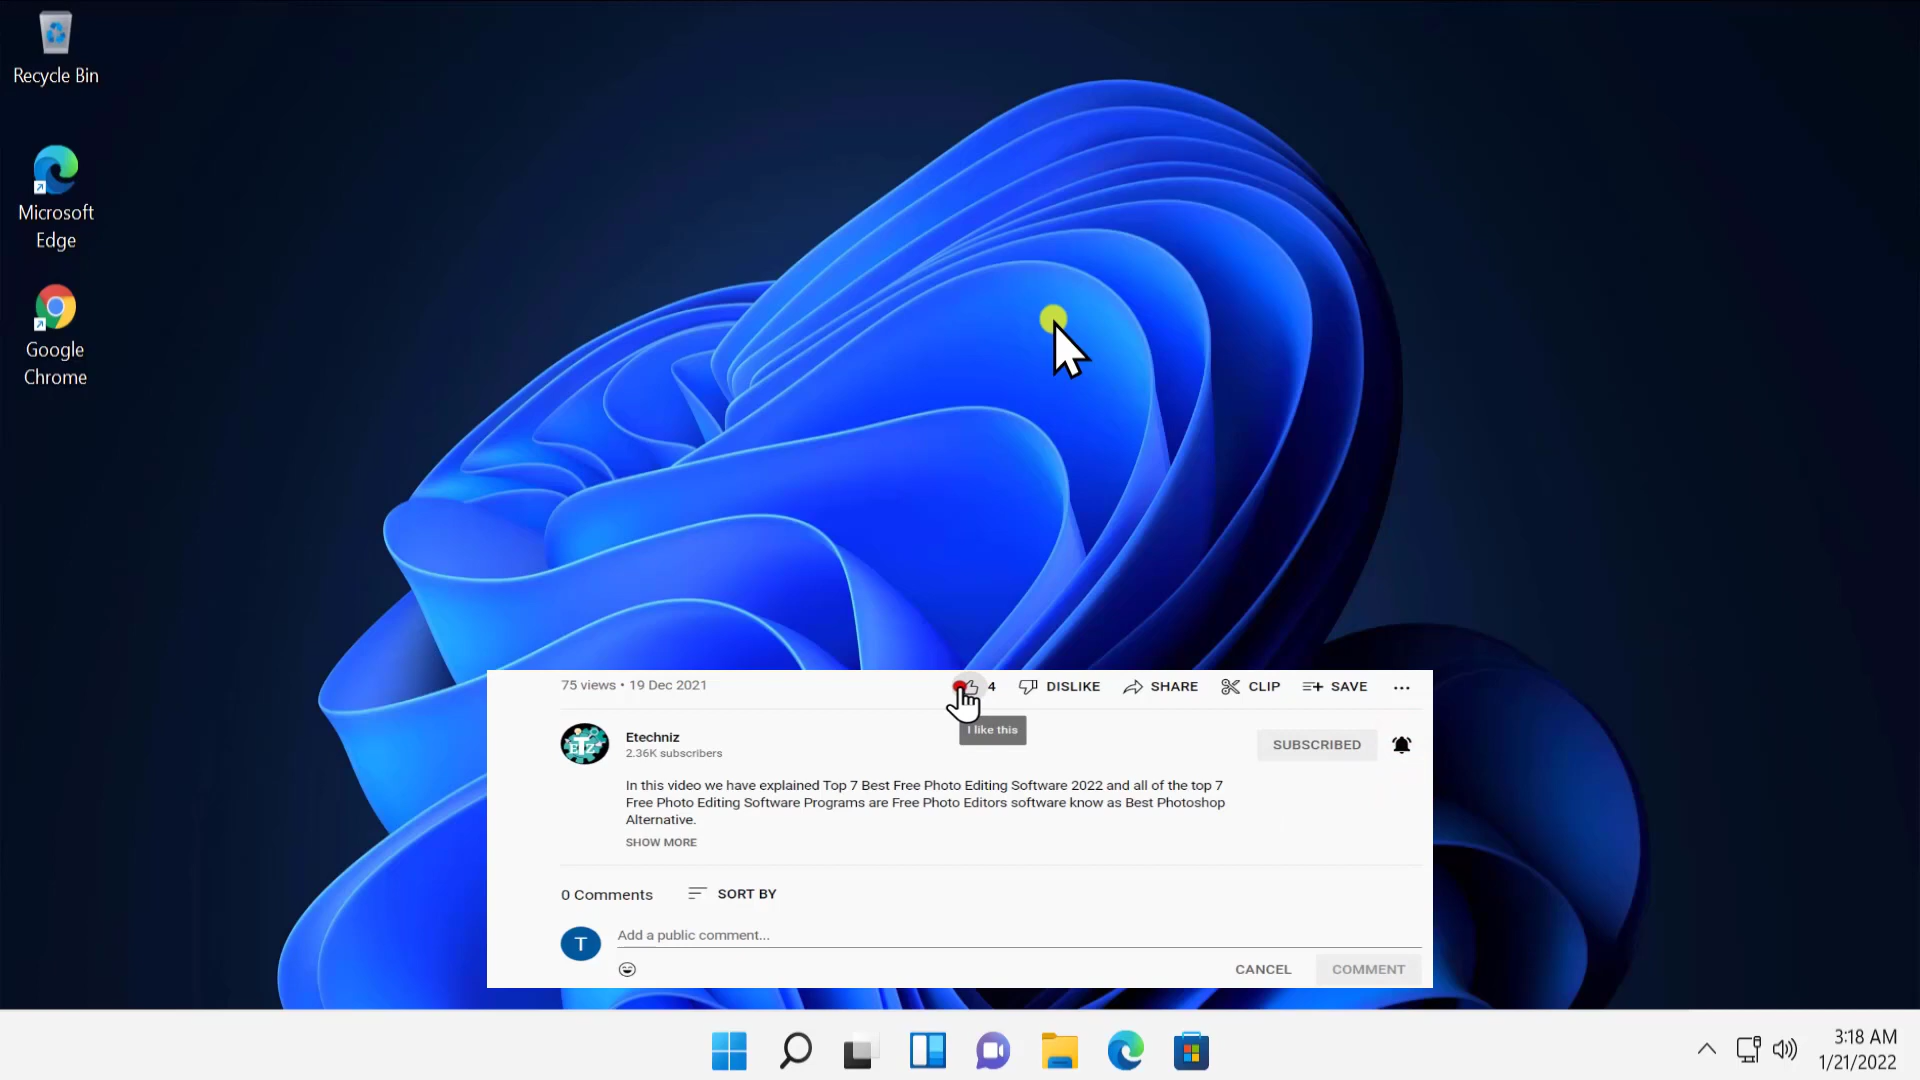 Recycle Bin
Microsoft
Edge
Google
Chrome
75 views • 19 Dec 2021
4 DISLIKE SHARE CLIP SAVE
I like this
ETZ
Etechniz
2.36K subscribers
SUBSCRIBED
In this video we have explained Top 7 Best Free Photo Editing Software 2022 and all of the top 7
Free Photo Editing Software Programs are Free Photo Editors software know as Best Photoshop
Alternative.
SHOW MORE
0 Comments SORT BY
T
Add a public comment...
CANCEL COMMENT
3:18 AM
1/21/2022